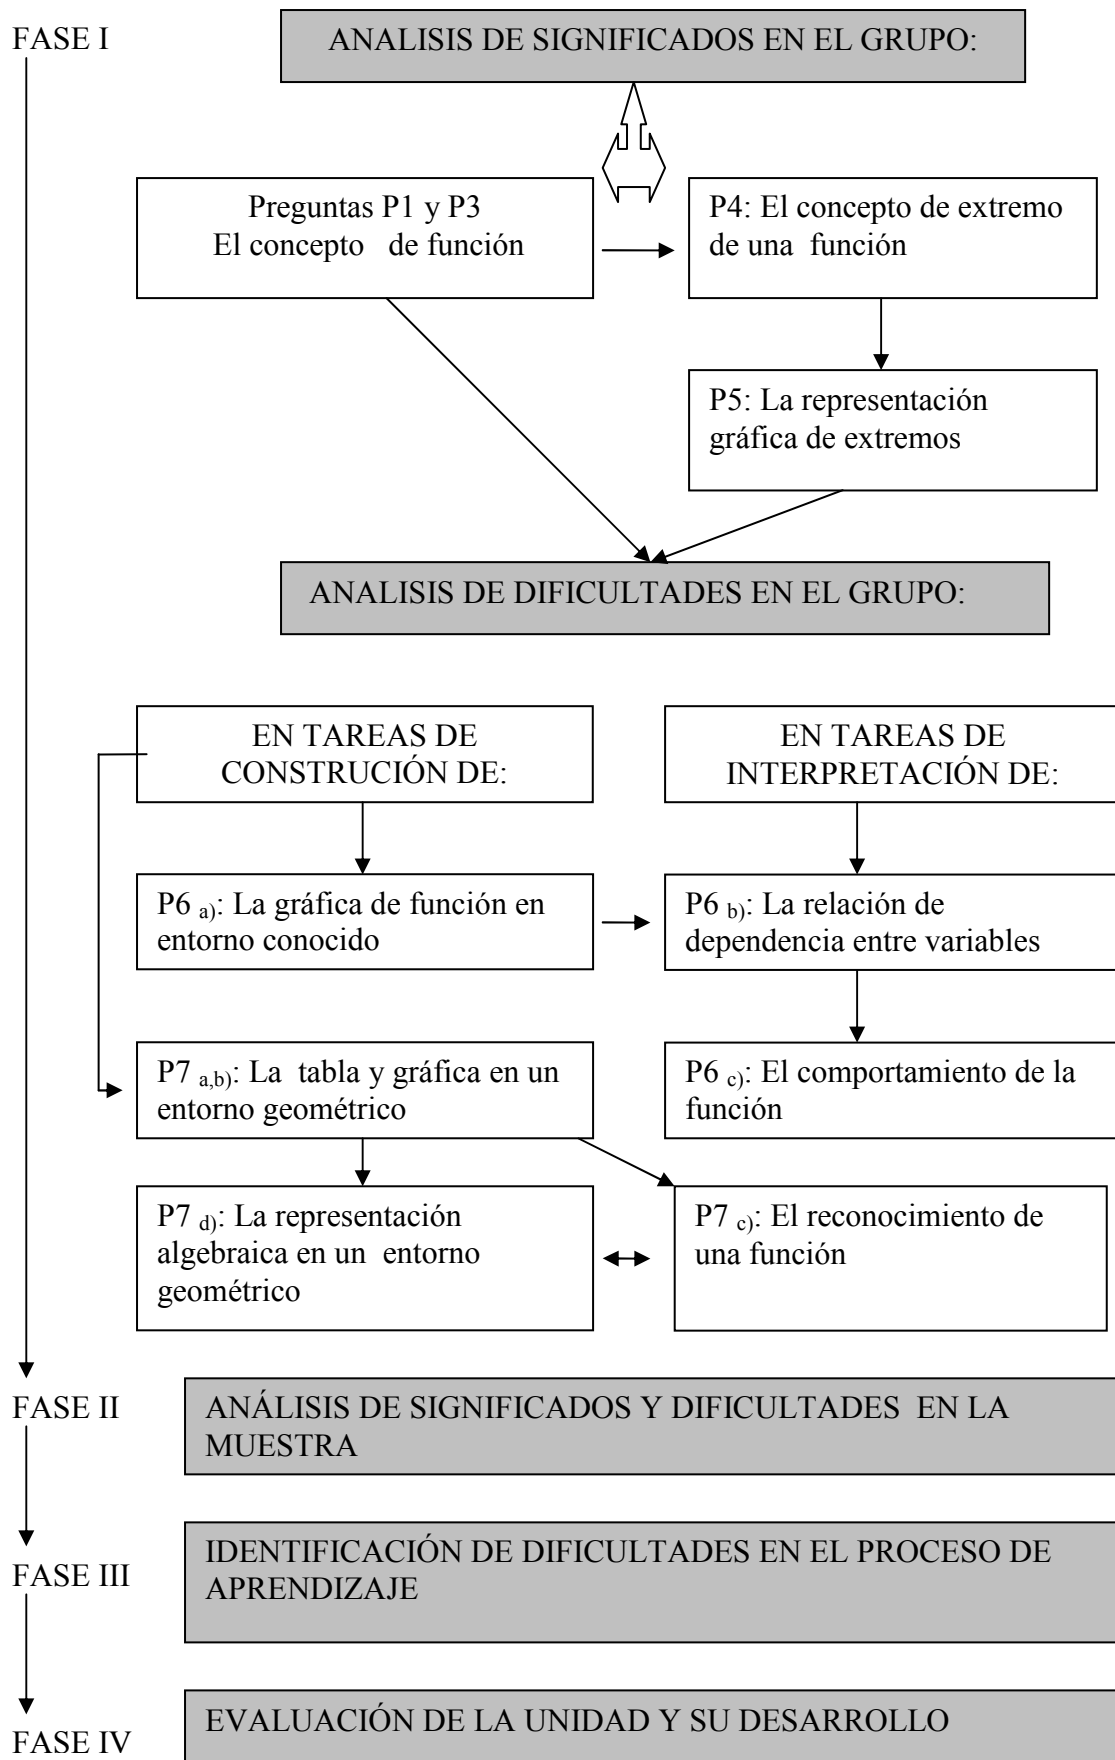 FASE I
ANALISIS DE SIGNIFICADOS EN EL GRUPO:
Preguntas P1 y P3
El concepto de función
P4: El concepto de extremo
de una función
P5: La representación
gráfica de extremos
ANALISIS DE DIFICULTADES EN EL GRUPO:
EN TAREAS DE
CONSTRUCIÓN DE:
EN TAREAS DE
INTERPRETACIÓN DE:
P6 a): La gráfica de función en
entorno conocido
P6 b): La relación de
dependencia entre variables
P7 a,b): La tabla y gráfica en un
entorno geométrico
P6 c): El comportamiento de la
función
P7 d): La representación
algebraica en un entorno
geométrico
P7 c): El reconocimiento de
una función
FASE II
ANÁLISIS DE SIGNIFICADOS Y DIFICULTADES EN LA
MUESTRA
FASE III
IDENTIFICACIÓN DE DIFICULTADES EN EL PROCESO DE
APRENDIZAJE
FASE IV
EVALUACIÓN DE LA UNIDAD Y SU DESARROLLO